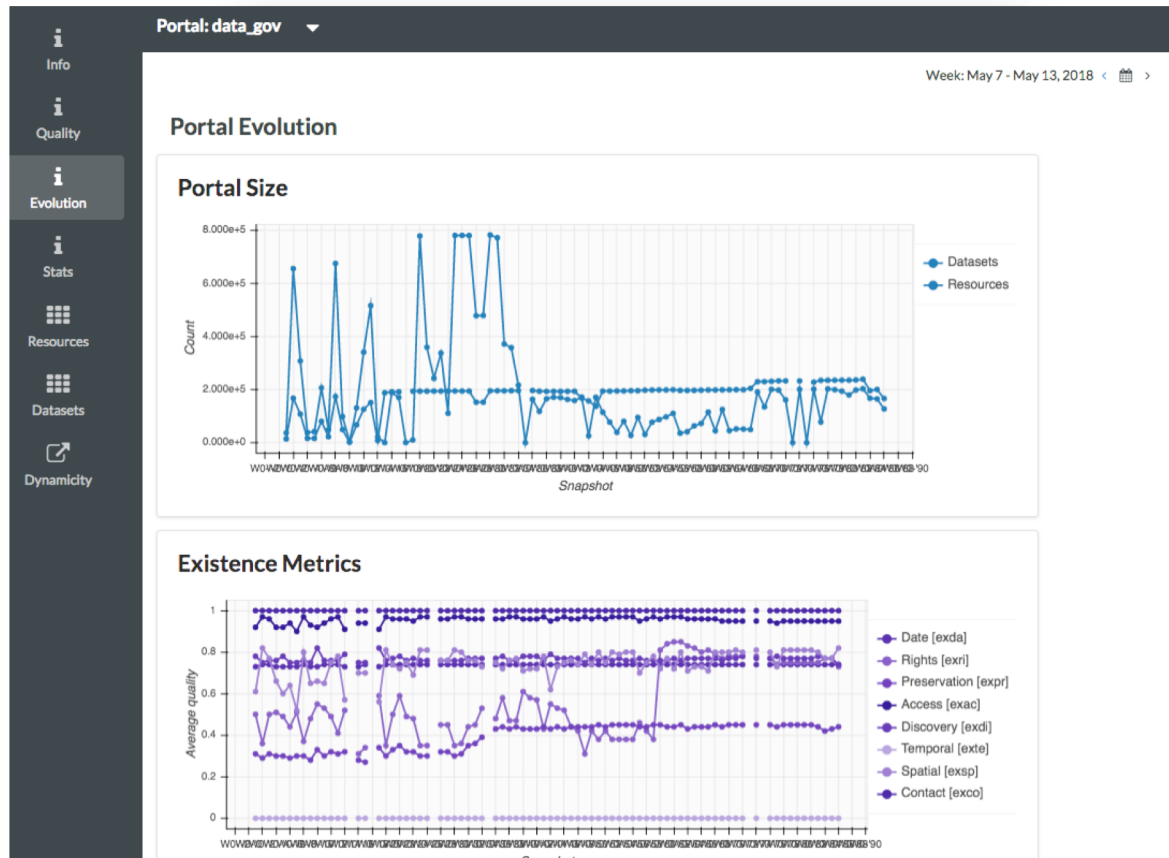 Portal: data_gov
Info
Quality
Evolution
Stats
Resources
Datasets
Dynamicity
Week: May 7 - May 13, 2018
Portal Evolution
Portal Size
8.000e+5
6.000e+5
4.000e+5
2.000e+5
0.000e+0
Count
Snapshot
Datasets
Resources
Existence Metrics
1
0.8
0.6
0.4
0.2
0
Average quality
Date [exda]
Rights [exri]
Preservation [expr]
Access [exac]
Discovery [exdi]
Temporal [exte]
Spatial [exsp]
Contact [exco]